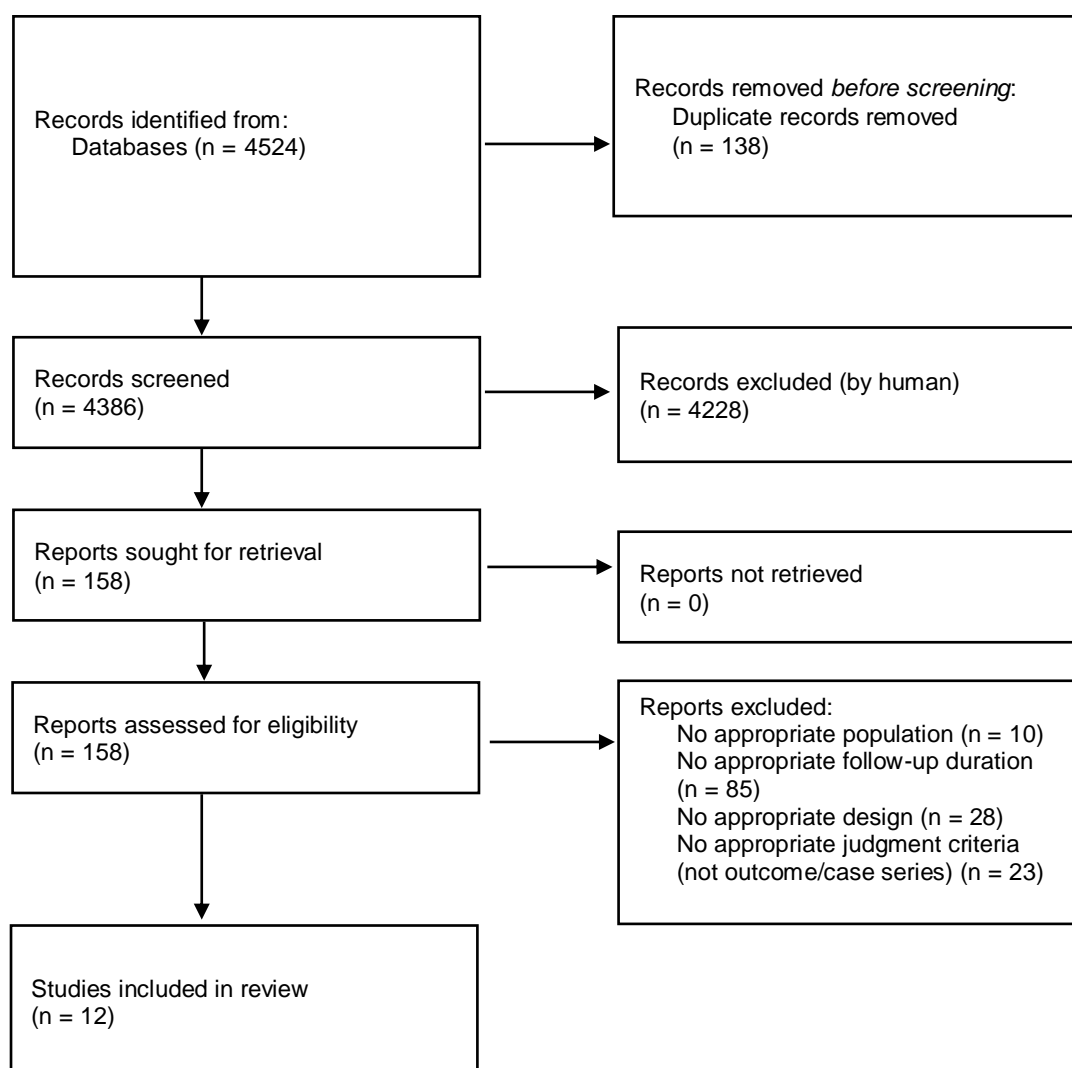 Records identified from:
Databases (n = 4524)
Records removed before screening:
Duplicate records removed
(n = 138)
Records screened
(n = 4386)
Records excluded (by human)
(n = 4228)
Reports sought for retrieval
(n = 158)
Reports not retrieved
(n = 0)
Reports assessed for eligibility
(n = 158)
Reports excluded:
No appropriate population (n = 10)
No appropriate follow-up duration
(n = 85)
No appropriate design (n = 28)
No appropriate judgment criteria
(not outcome/case series) (n = 23)
Studies included in review
(n = 12)